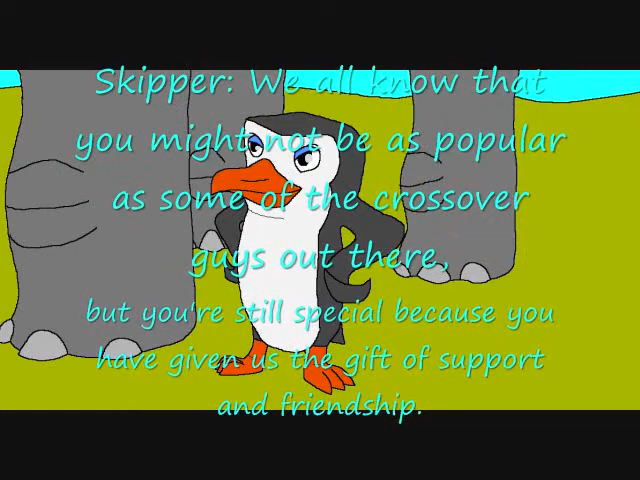 Skipper: We all know that
you might not be as popular
as some of the crossover
guys out there,
but you're still special because you
have given us the gift of support
and friendship.